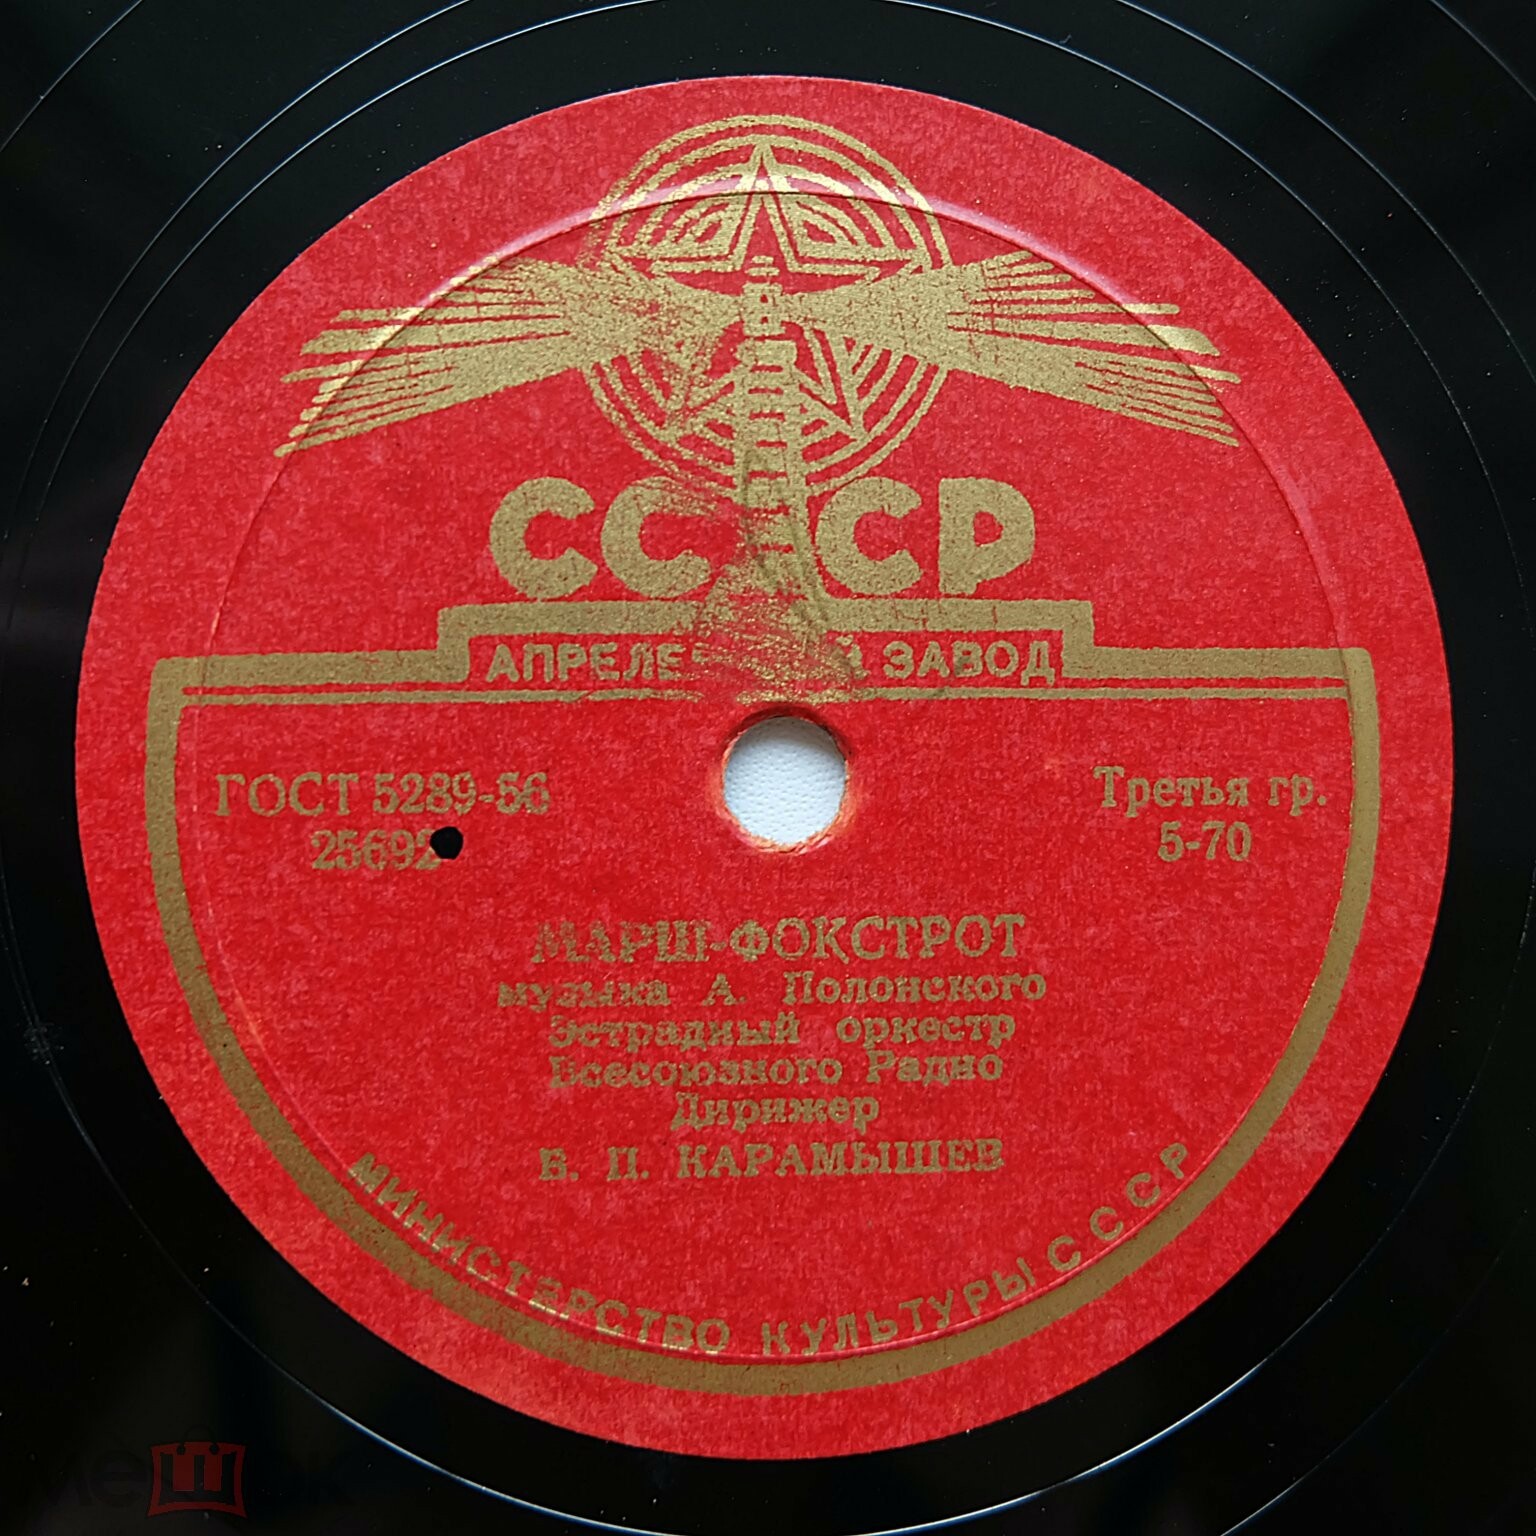 СССР
АПРЕЛЕ Й ЗАВОД
ГОСТ 5289-56
Третья гр.
25692
5-70
МАРШ-ФОКСТРОТ
музыка А. Полонского
Эстрадный оркестр
Всесоюзного Радио
Дирижер
В. П. КАРАМЫШЕВ
МИНИСТЕРСТВО КУЛЬТУРЫ СССР